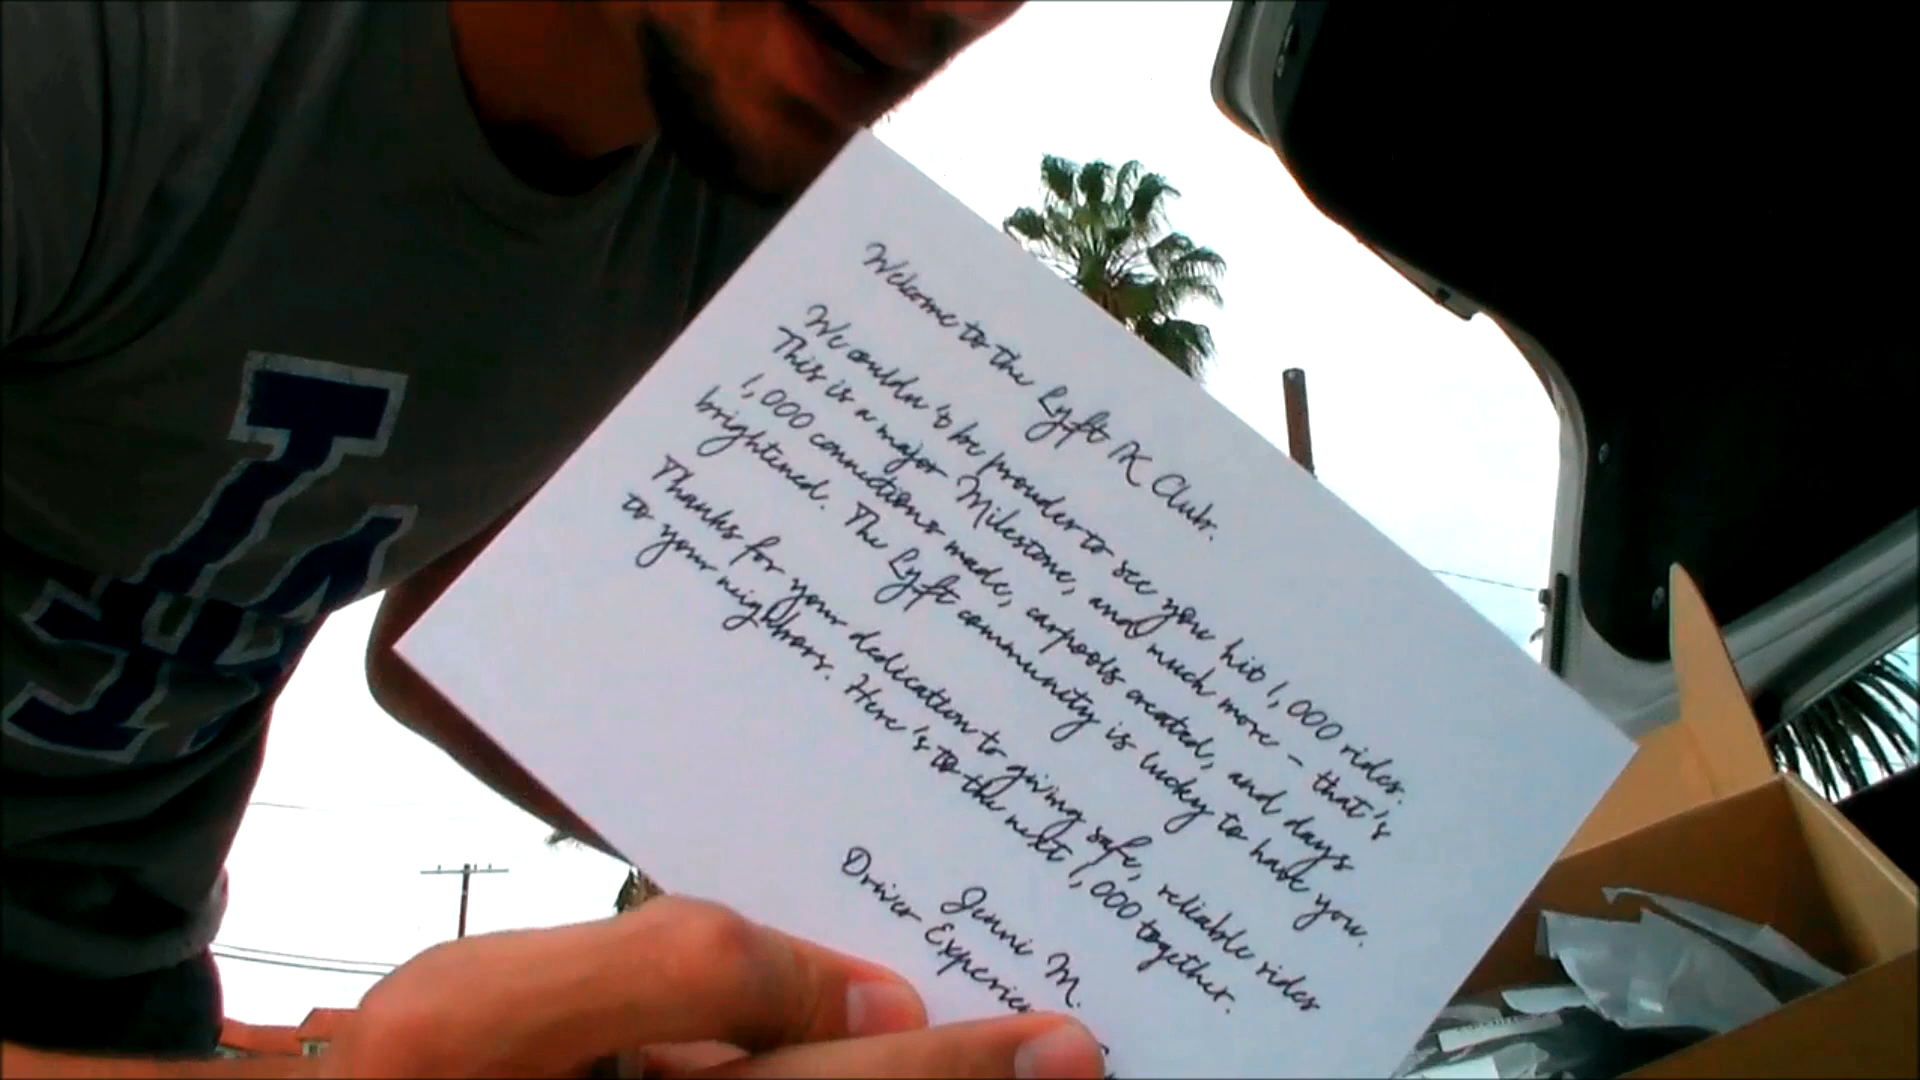 Welcome to the Lyft 1K Club.
We couldn't be prouder to see you hit 1,000 rides.
This is a major Milestone, and much more - that's
1,000 connections made, carpools created, and days
brightened. The Lyft community is lucky to have you.
Thanks for your dedication to giving safe, reliable rides
to your neighbors. Here's to the next 1,000 together.
Jenni M.
Driver
LA